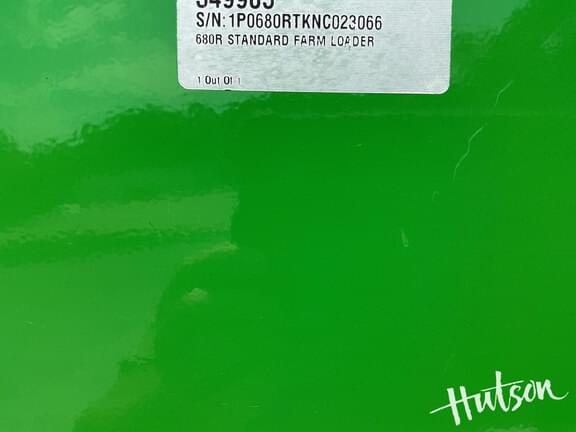 S/N: 1P0680RTKNC023066
680R STANDARD FARM LOADER
1 Out Of 1
Hutson